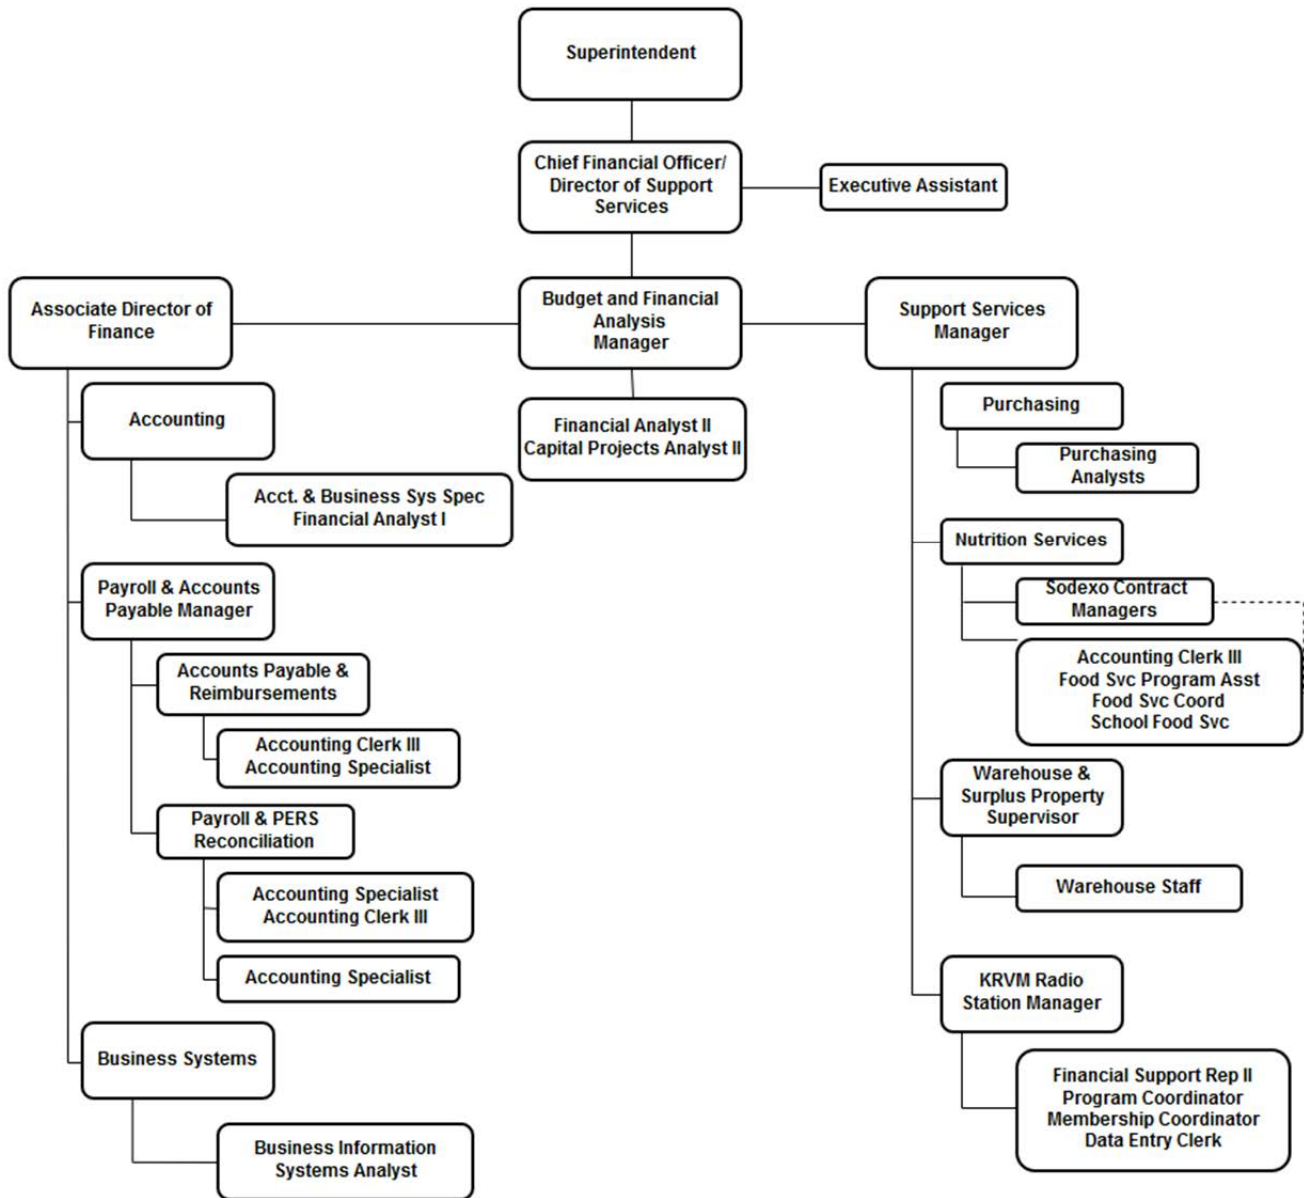 Superintendent
Chief Financial Officer/
Director of Support
Services
Executive Assistant
Associate Director of
Finance
Budget and Financial
Analysis
Manager
Support Services
Manager
Accounting
Acct. & Business Sys Spec
Financial Analyst I
Payroll & Accounts
Payable Manager
Accounts Payable &
Reimbursements
Accounting Clerk III
Accounting Specialist
Payroll & PERS
Reconciliation
Accounting Specialist
Accounting Clerk III
Accounting Specialist
Business Systems
Business Information
Systems Analyst
Financial Analyst II
Capital Projects Analyst II
Purchasing
Purchasing
Analysts
Nutrition Services
Sodexo Contract
Managers
Accounting Clerk III
Food Svc Program Asst
Food Svc Coord
School Food Svc
Warehouse &
Surplus Property
Supervisor
Warehouse Staff
KRVM Radio
Station Manager
Financial Support Rep II
Program Coordinator
Membership Coordinator
Data Entry Clerk